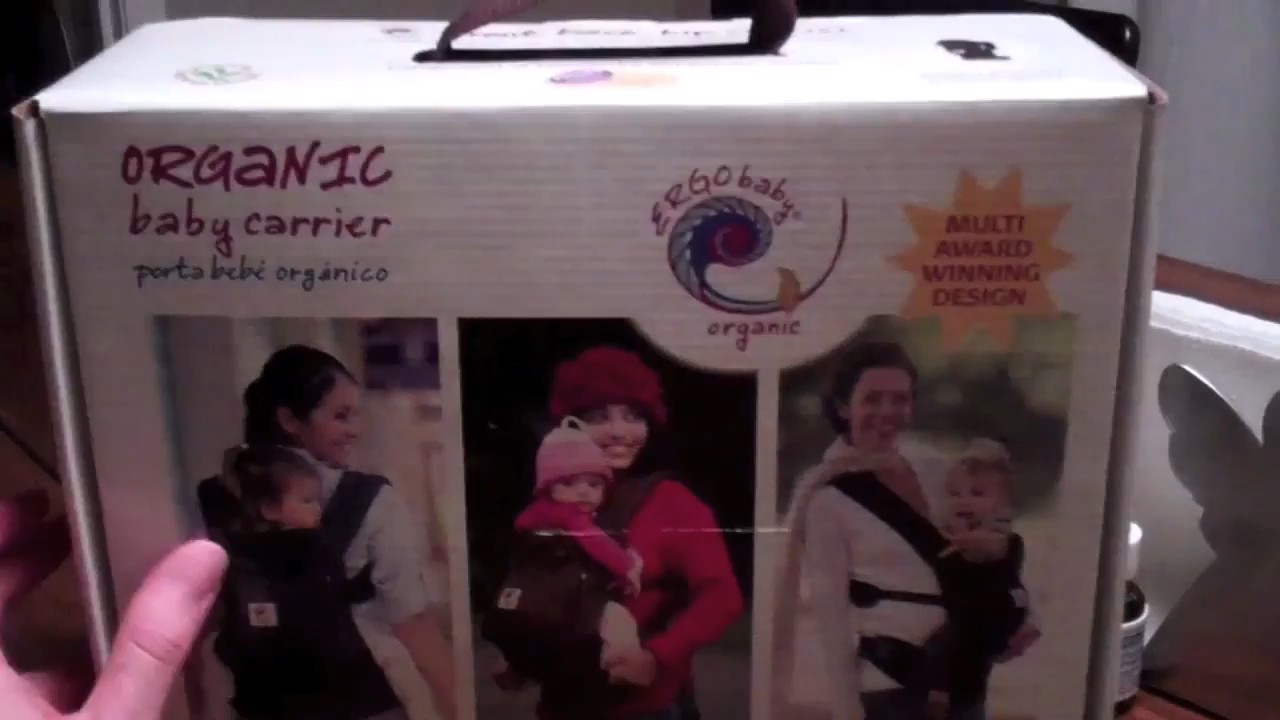 ORGANIC
baby carrier
porta bebé orgánico
ERGObaby®
organic
MULTI
AWARD
WINNING
DESIGN